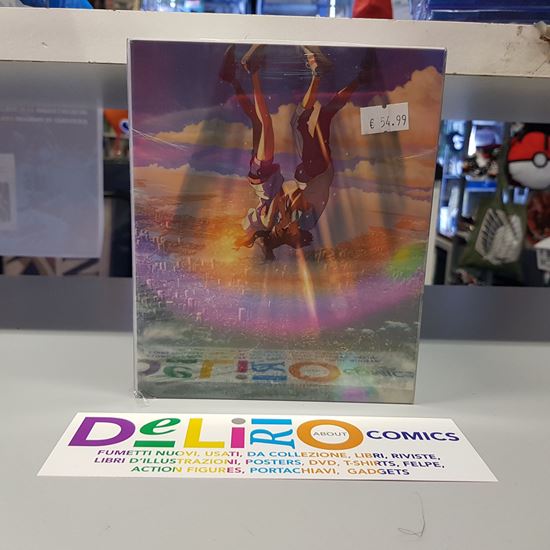 € 54.99
DeLiRiO
ABOUT
COMICS
FUMETTI NUOVI, USATI, DA COLLEZIONE, LIBRI, RIVISTE,
LIBRI D'ILLUSTRAZIONI, POSTERS, DVD, T-SHIRTS, FELPE,
ACTION FIGURES, PORTACHIAVI, GADGETS